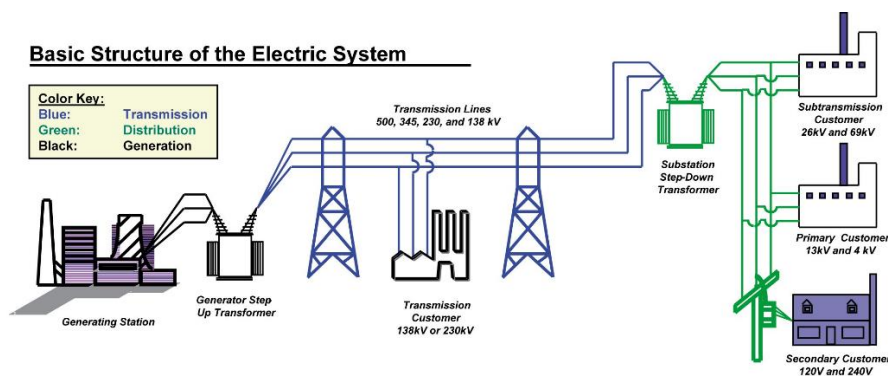 Basic Structure of the Electric System
Color Key:
Blue: Transmission
Green: Distribution
Black: Generation
Transmission Lines
500, 345, 230, and 138 kV
Generating Station
Generator Step
Up Transformer
Transmission
Customer
138kV or 230kV
Substation
Step-Down
Transformer
Subtransmission
Customer
26kV and 69kV
Primary Customer
13kV and 4 kV
Secondary Customer
120V and 240V